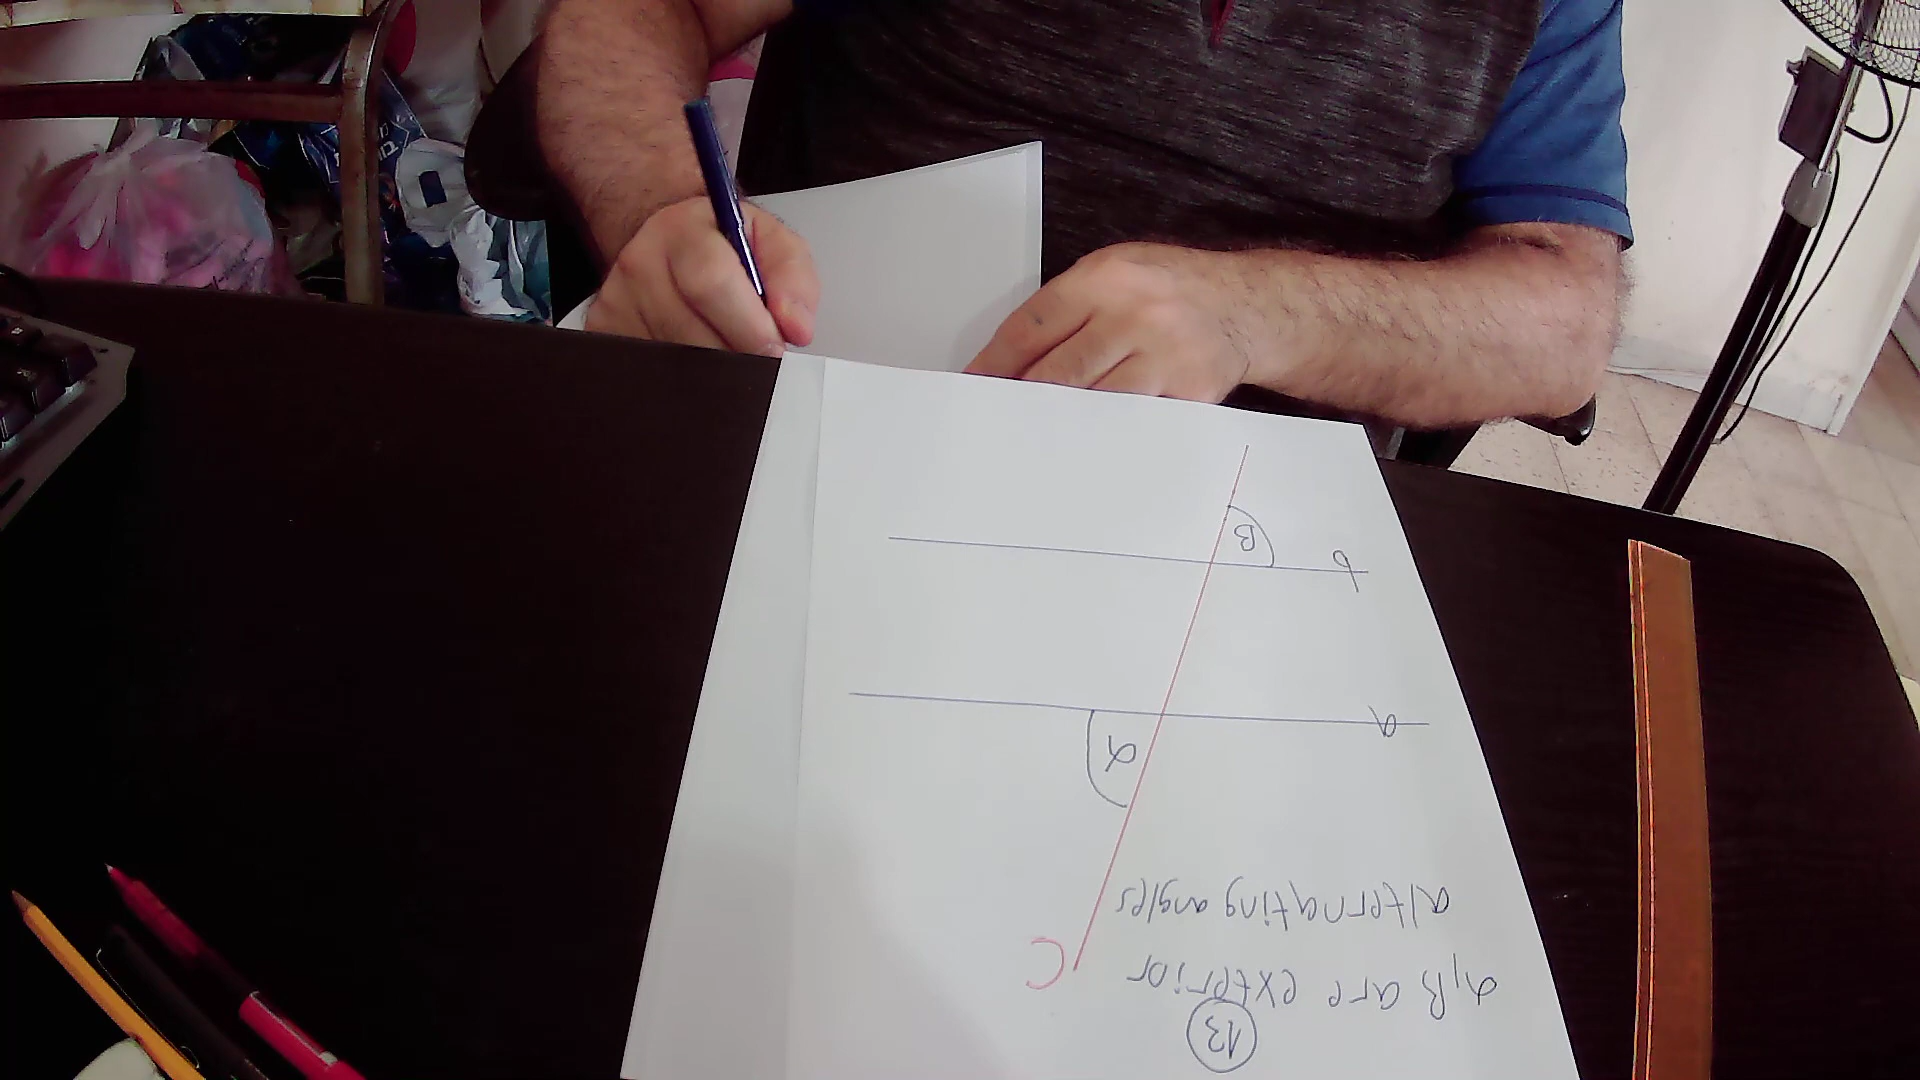 13
α,β are exterior
alternating angles
C
α
a
β
b